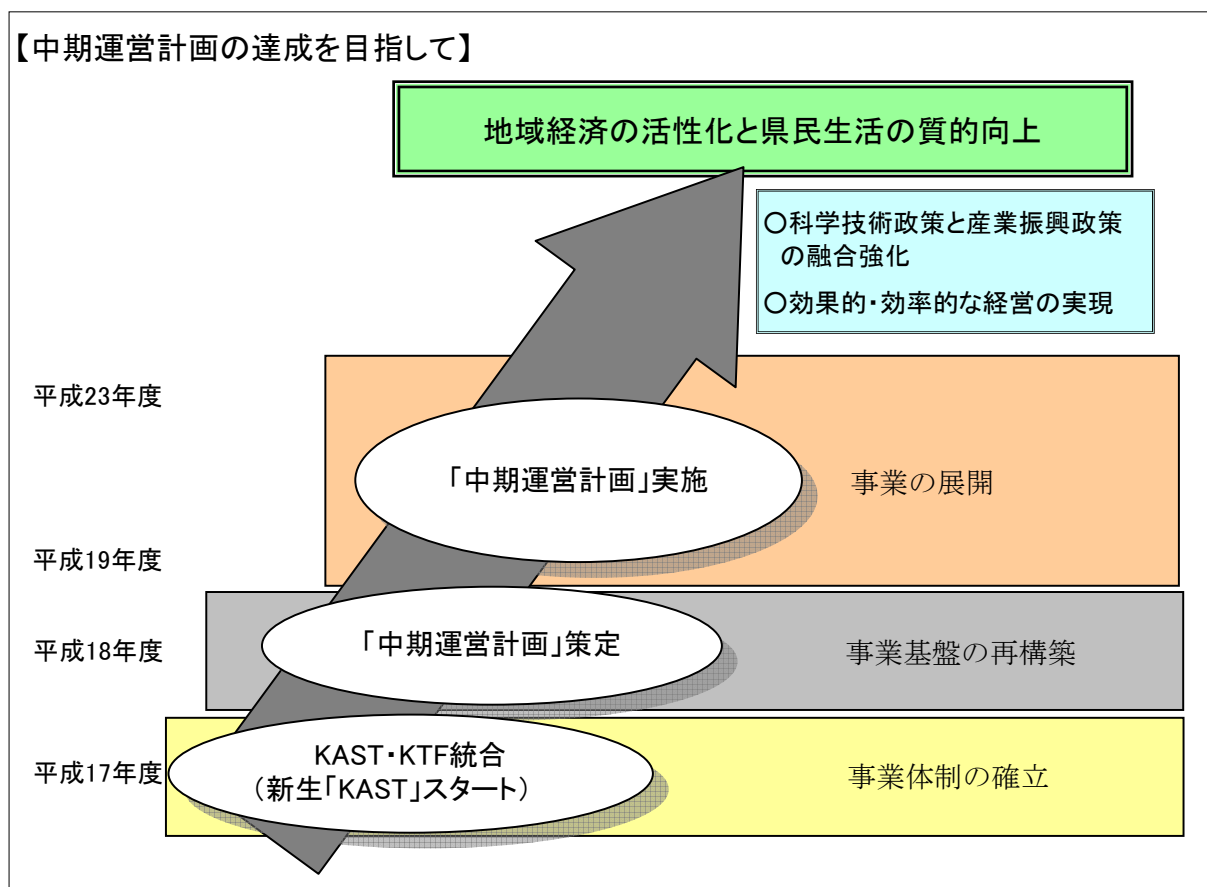 【中期運営計画の達成を目指して】
地域経済の活性化と県民生活の質的向上
○科学技術政策と産業振興政策
の融合強化
○効果的・効率的な経営の実現
平成23年度
「中期運営計画」実施
事業の展開
平成19年度
平成18年度
「中期運営計画」策定
事業基盤の再構築
平成17年度
KAST・KTF統合
（新生「KAST」スタート）
事業体制の確立